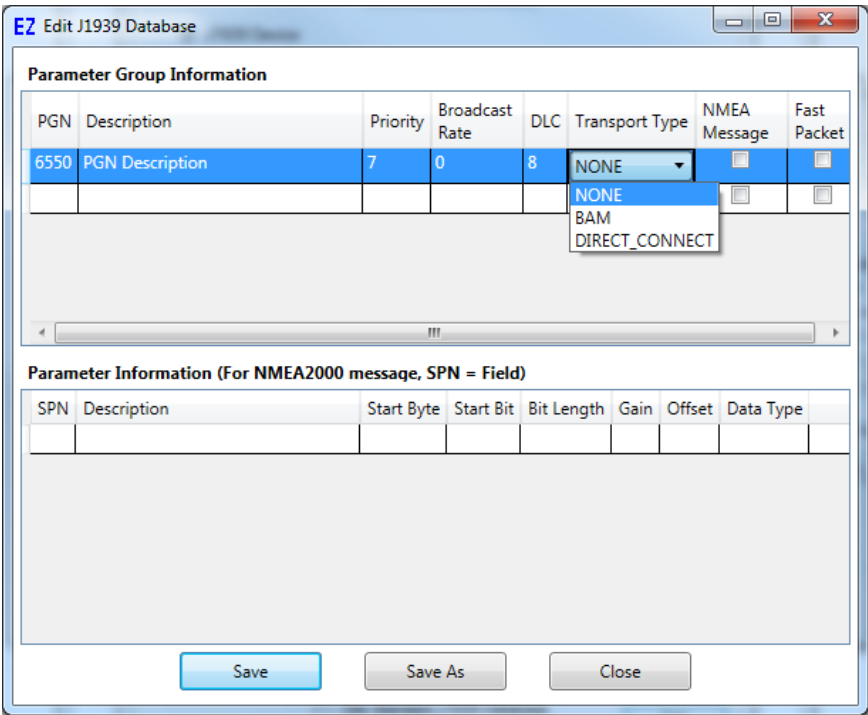 EZ Edit J1939 Database
Parameter Group Information
PGN Description Priority Broadcast Rate DLC Transport Type NMEA Message Fast Packet
6550 PGN Description 7 0 8 NONE
NONE
BAM
DIRECT_CONNECT
Parameter Information (For NMEA2000 message, SPN = Field)
SPN Description Start Byte Start Bit Bit Length Gain Offset Data Type
Save Save As Close